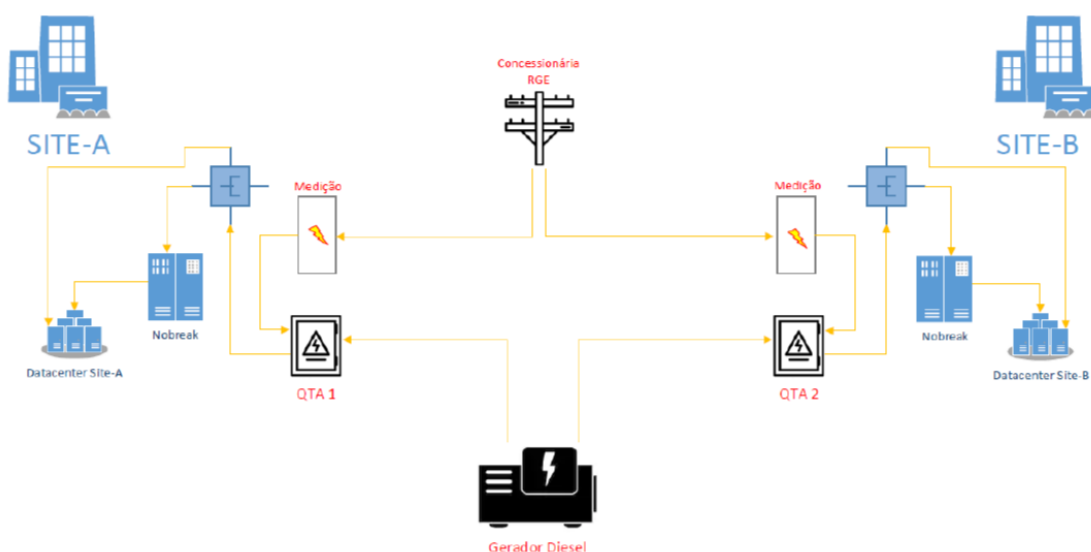 Concessionária
RGE
SITE-A
SITE-B
Medição
Medição
Nobreak
Nobreak
Datacenter Site-A
Datacenter Site-B
QTA 1
QTA 2
Gerador Diesel